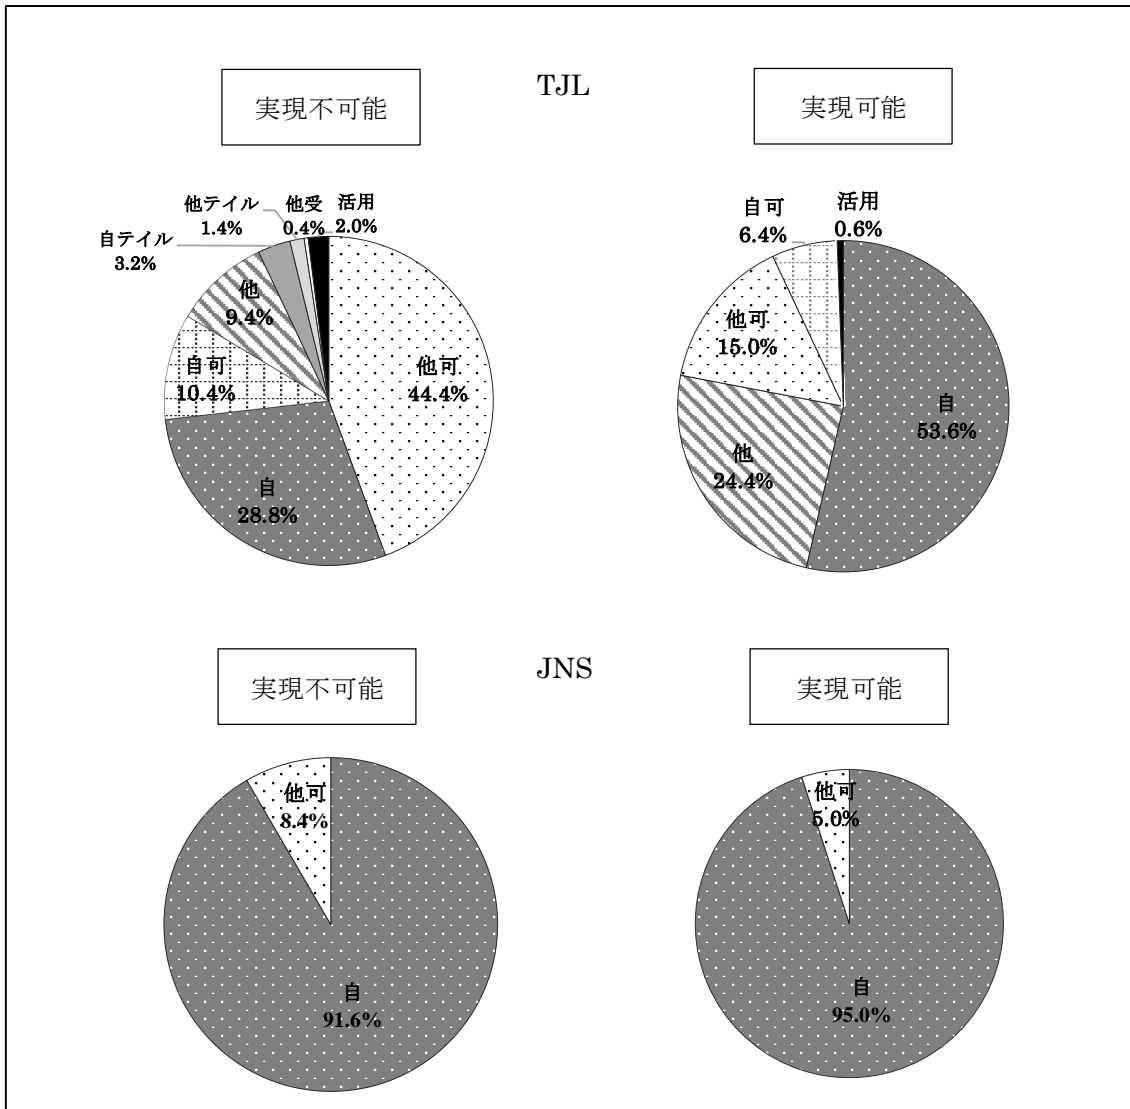 TJL
実現不可能
実現可能
他テイル
1.4%
他受
0.4%
活用
2.0%
自テイル
3.2%
他
9.4%
自可
10.4%
他可
44.4%
自
28.8%
自可
6.4%
活用
0.6%
他可
15.0%
他
24.4%
自
53.6%
JNS
実現不可能
実現可能
他可
8.4%
自
91.6%
他可
5.0%
自
95.0%